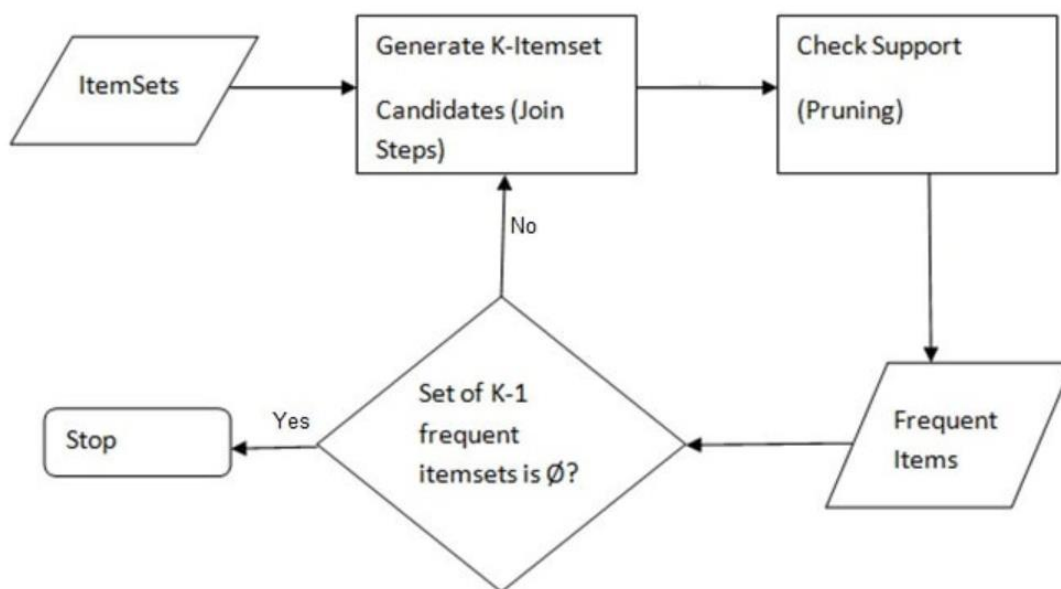 ItemSets
Generate K-Itemset
Candidates (Join
Steps)
Check Support
(Pruning)
No
Set of K-1
frequent
itemsets is Ø?
Yes
Stop
Frequent
Items